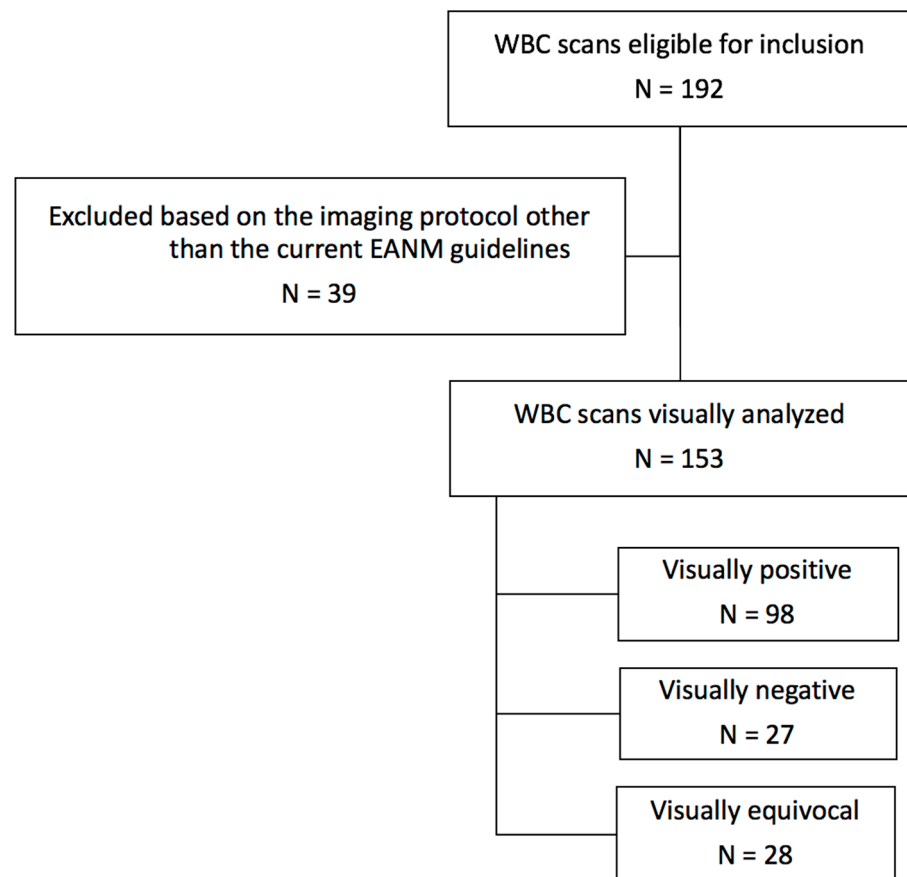 WBC scans eligible for inclusion
N = 192
Excluded based on the imaging protocol other
than the current EANM guidelines
N = 39
WBC scans visually analyzed
N = 153
Visually positive
N = 98
Visually negative
N = 27
Visually equivocal
N = 28